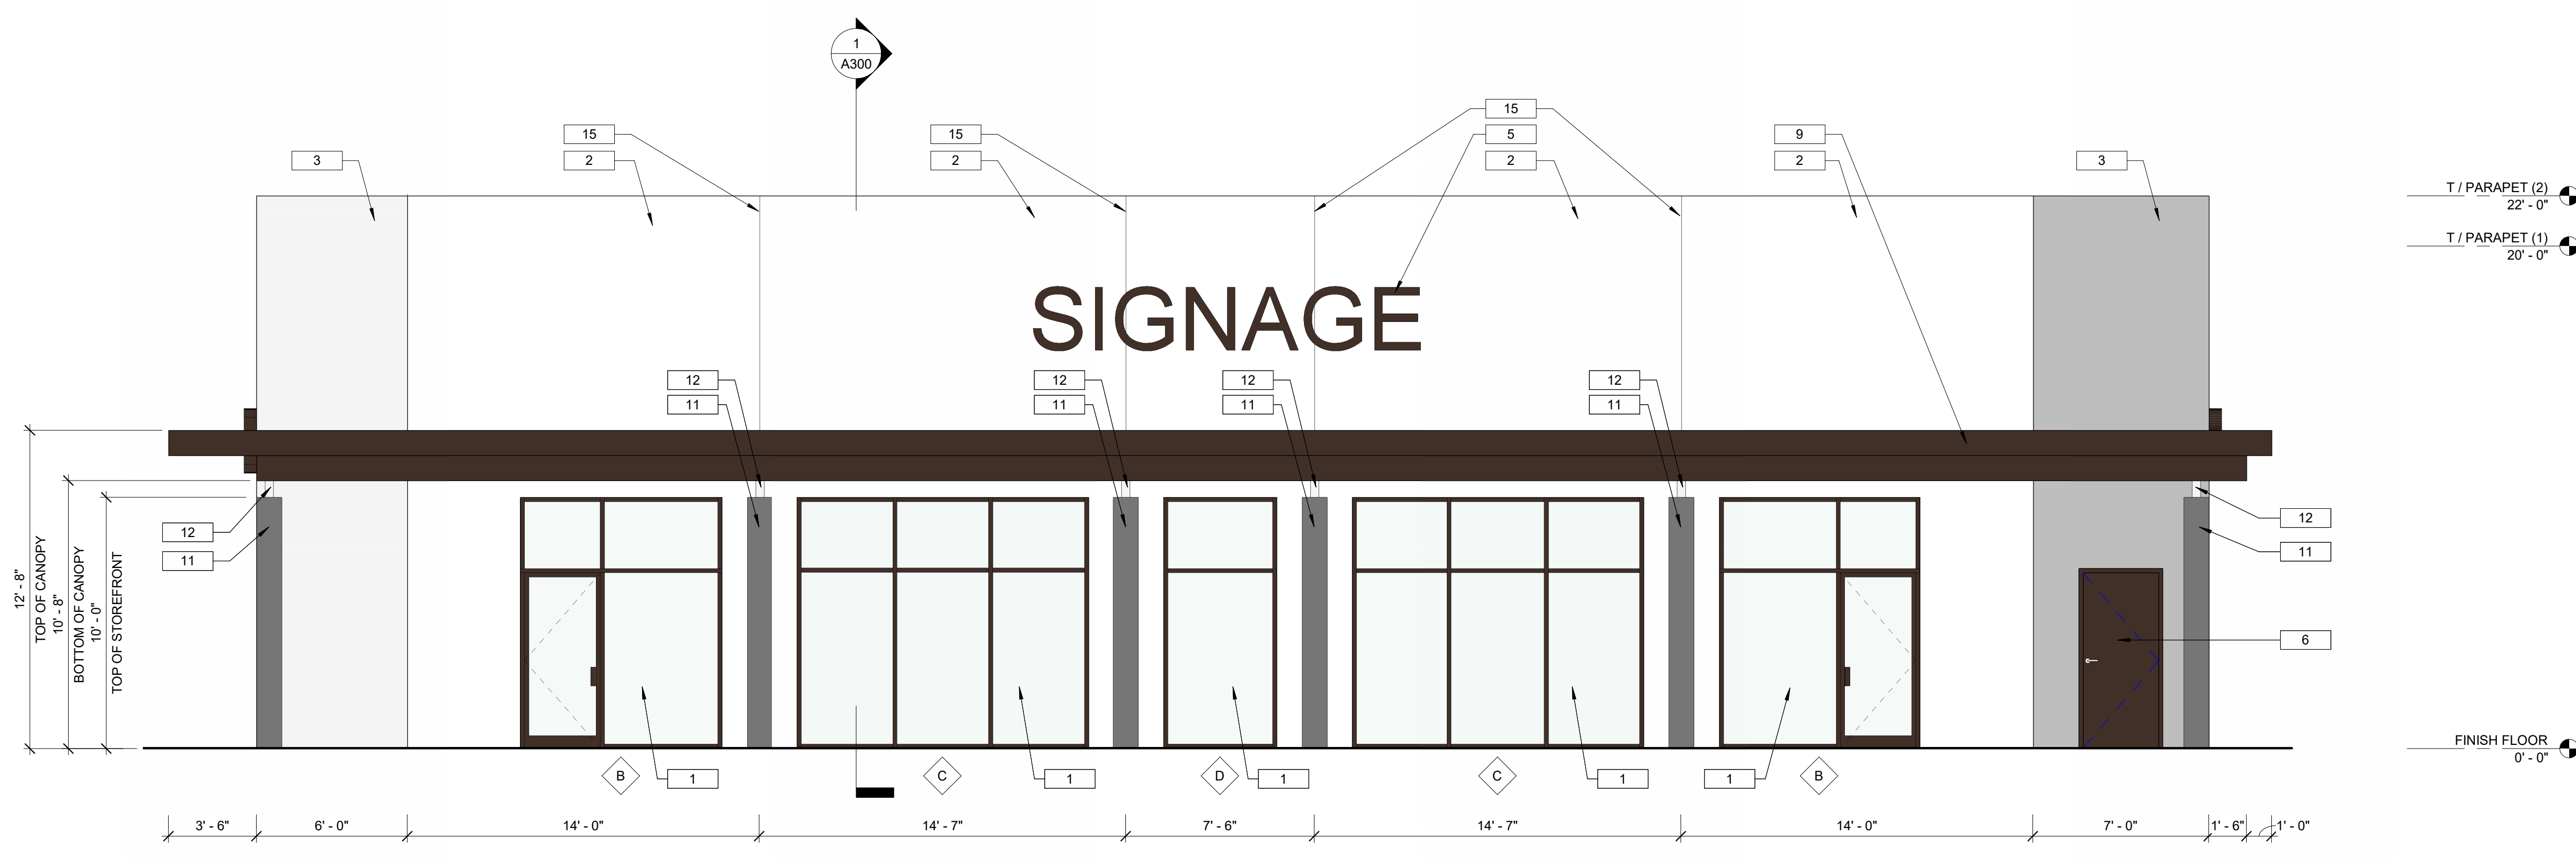 1
A300
15
15
15
5
9
3
2
2
2
2
3
T / PARAPET (2)
22' - 0"
T / PARAPET (1)
20' - 0"
SIGNAGE
12
11
12
11
12
11
12
11
12
11
12
11
6
12' - 8"
TOP OF CANOPY
10' - 8"
BOTTOM OF CANOPY
10' - 0"
TOP OF STOREFRONT
FINISH FLOOR
0' - 0"
B
1
C
1
D
1
C
1
1
B
3' - 6"
6' - 0"
14' - 0"
14' - 7"
7' - 6"
14' - 7"
14' - 0"
7' - 0"
1' - 6"
1' - 0"